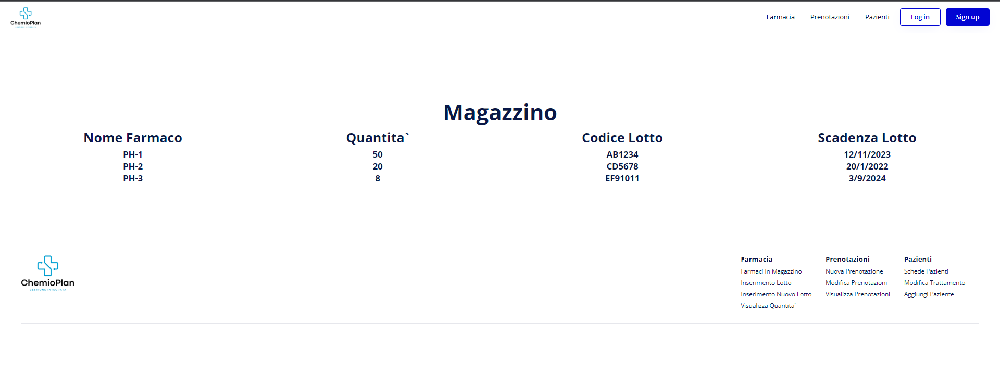 ChemioPlan
GESTIONE INTEGRATA
Farmacia Prenotazioni Pazienti Log in Sign up
Magazzino
Nome Farmaco Quantita` Codice Lotto Scadenza Lotto
PH-1 50 AB1234 12/11/2023
PH-2 20 CD5678 20/1/2022
PH-3 8 EF91011 3/9/2024
ChemioPlan
GESTIONE INTEGRATA
Farmacia Prenotazioni Pazienti
Farmaci In Magazzino Nuova Prenotazione Schede Pazienti
Inserimento Lotto Modifica Prenotazioni Modifica Trattamento
Inserimento Nuovo Lotto Visualizza Prenotazioni Aggiungi Paziente
Visualizza Quantita`